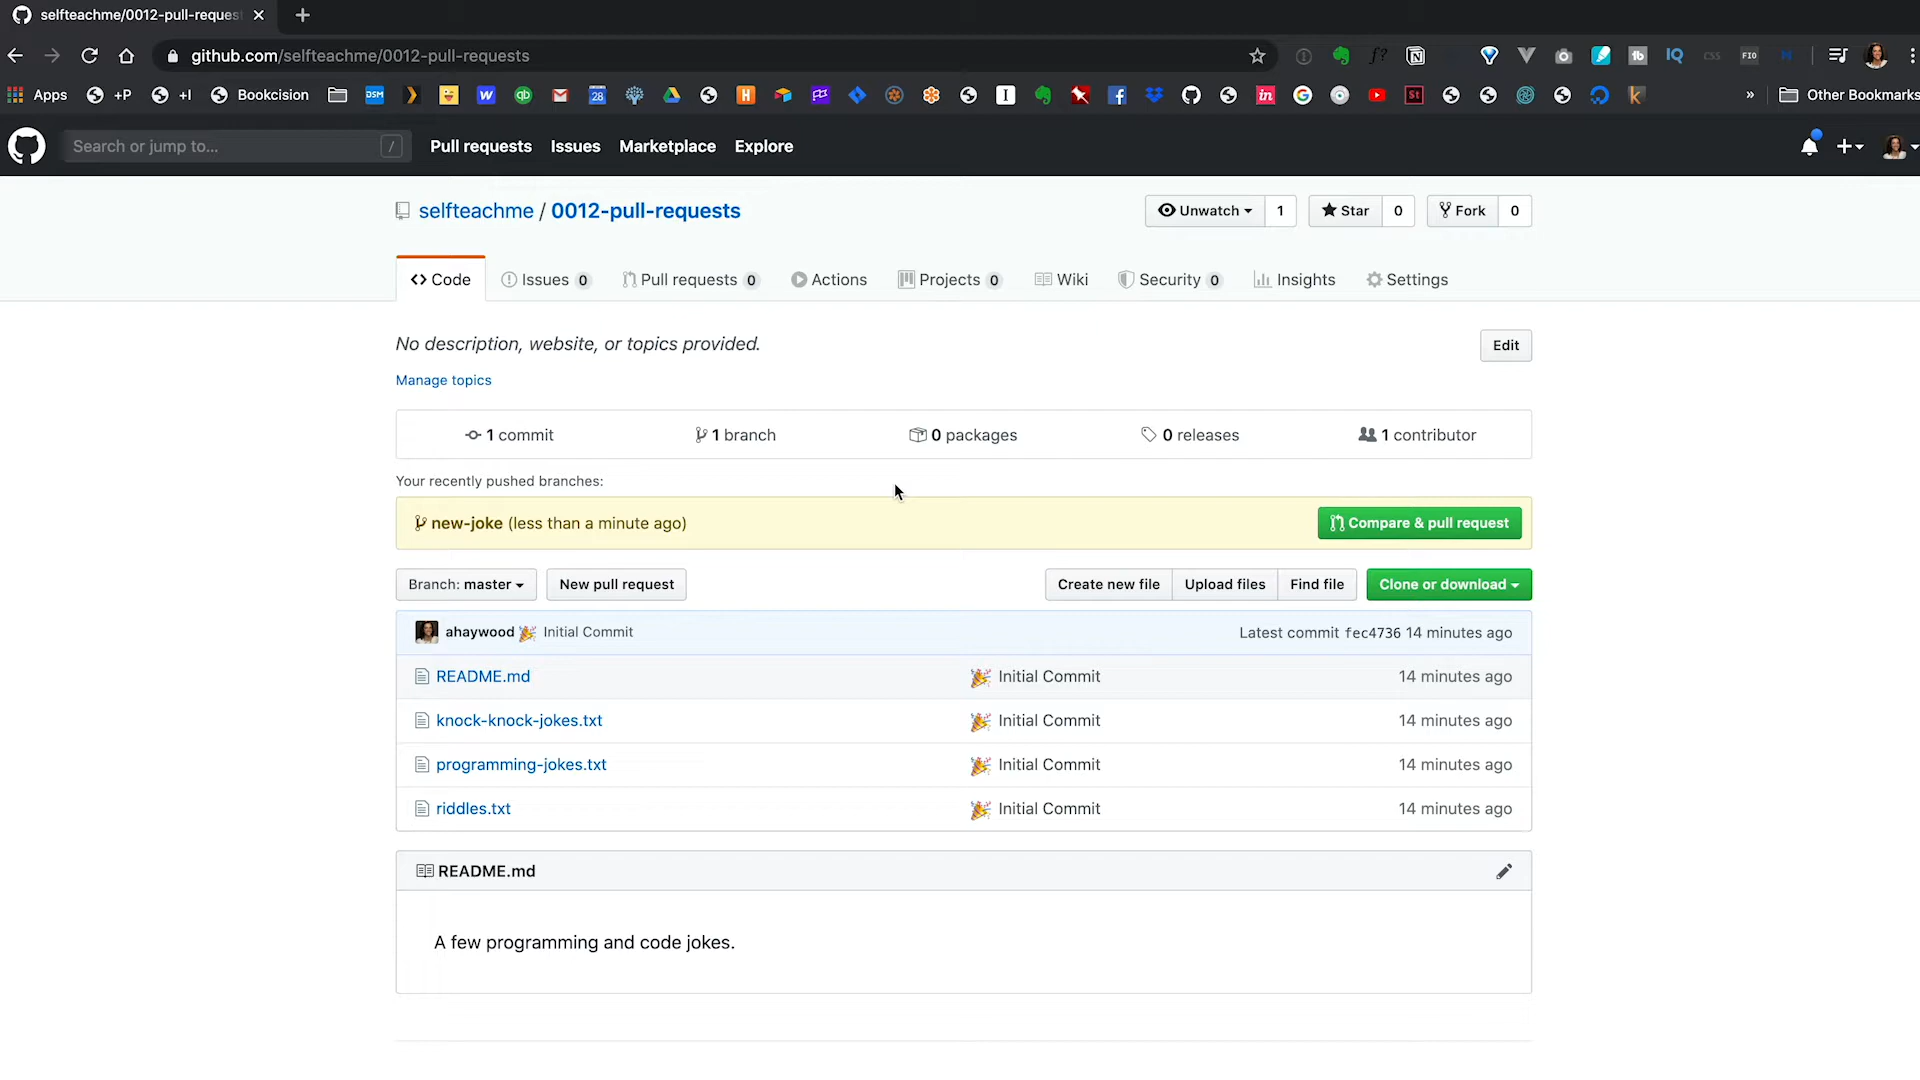 selfteachme/0012-pull-reques
github.com/selfteachme/0012-pull-requests
Apps +P +I Bookcision Other Bookmarks
Search or jump to... / Pull requests Issues Marketplace Explore
selfteachme / 0012-pull-requests Unwatch 1 Star 0 Fork 0
Code Issues 0 Pull requests 0 Actions Projects 0 Wiki Security 0 Insights Settings
No description, website, or topics provided. Edit
Manage topics
1 commit 1 branch 0 packages 0 releases 1 contributor
Your recently pushed branches:
new-joke (less than a minute ago) Compare & pull request
Branch: master New pull request Create new file Upload files Find file Clone or download
ahaywood Initial Commit Latest commit fec4736 14 minutes ago
README.md Initial Commit 14 minutes ago
knock-knock-jokes.txt Initial Commit 14 minutes ago
programming-jokes.txt Initial Commit 14 minutes ago
riddles.txt Initial Commit 14 minutes ago
README.md
A few programming and code jokes.